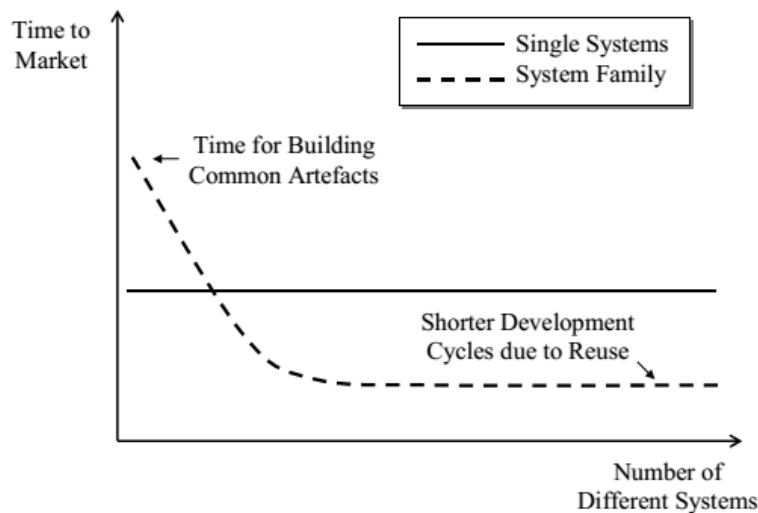 Time to
Market
Single Systems
System Family
Time for Building
Common Artefacts
Shorter Development
Cycles due to Reuse
Number of
Different Systems